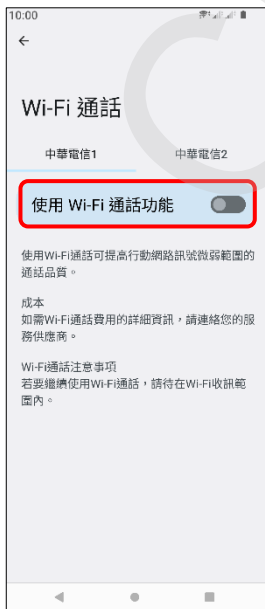 10:00
Wi-Fi 通話
中華電信1
中華電信2
使用 Wi-Fi 通話功能
使用Wi-Fi通話可提高行動網路訊號微弱範圍的
通話品質。
成本
如需Wi-Fi通話費用的詳細資訊，請連絡您的服
務供應商。
Wi-Fi通話注意事項
若要繼續使用Wi-Fi通話，請待在Wi-Fi收訊範
圍內。